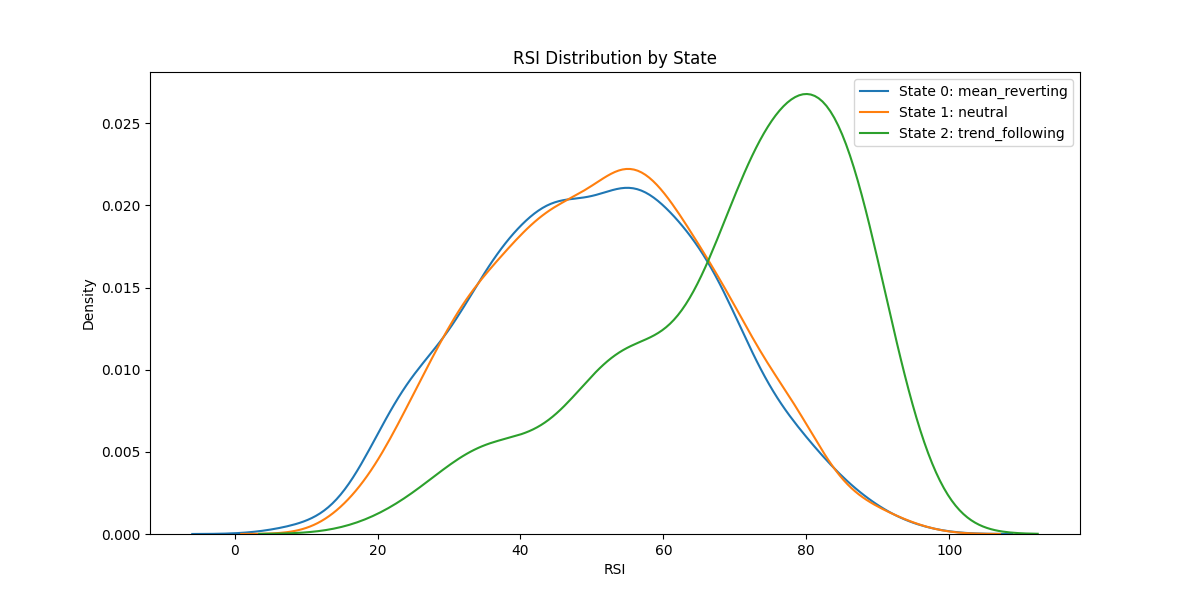 RSI Distribution by State
State 0: mean_reverting
State 1: neutral
State 2: trend_following
Density
0.025
0.020
0.015
0.010
0.005
0.000
0 20 40 60 80 100
RSI